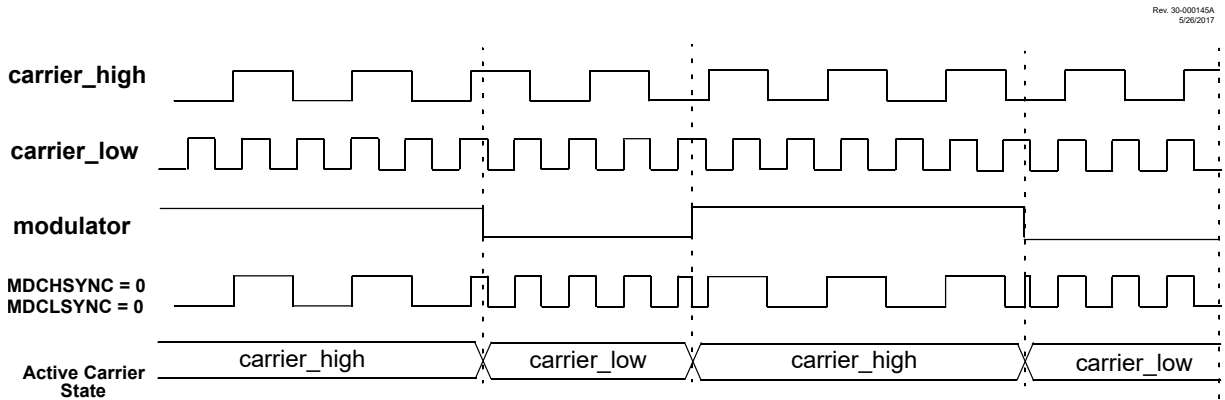 Rev. 30-000145A
5/26/2017
carrier_high
carrier_low
modulator
MDCHSYNC = 0
MDCLSYNC = 0
Active Carrier
State
carrier_high
carrier_low
carrier_high
carrier_low